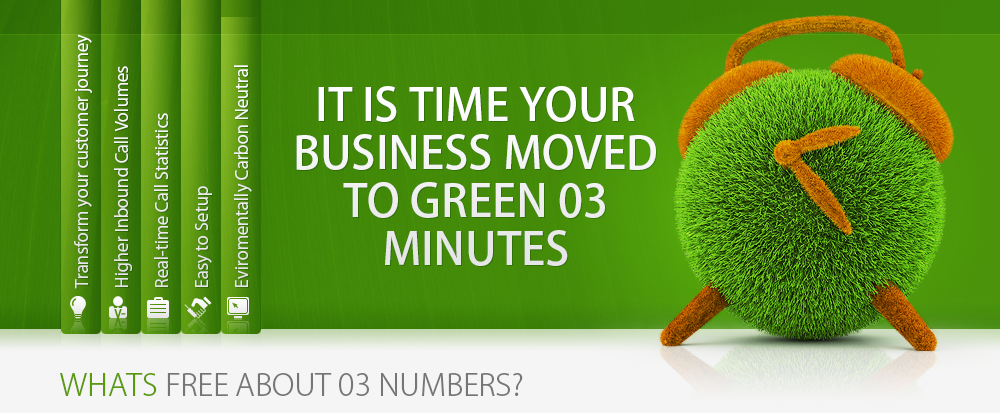 Transform your customer journey
Higher Inbound Call Volumes
Real-time Call Statistics
Easy to Setup
Eviromentally Carbon Neutral
IT IS TIME YOUR
BUSINESS MOVED
TO GREEN 03
MINUTES
WHATS FREE ABOUT 03 NUMBERS?